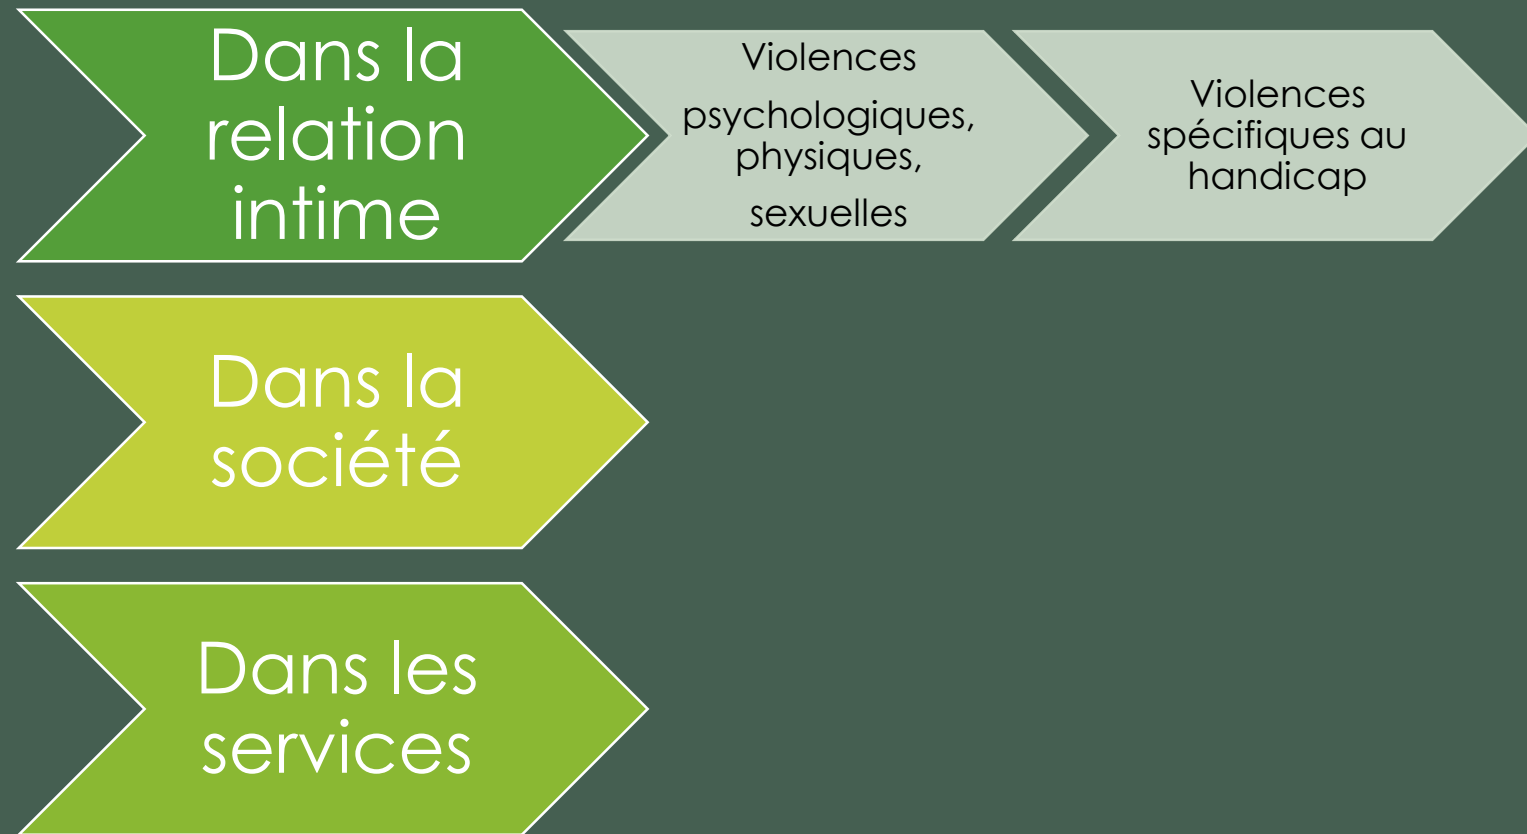 Dans la
relation
intime
Violences
psychologiques,
physiques,
sexuelles
Violences
spécifiques au
handicap
Dans la
société
Dans les
services